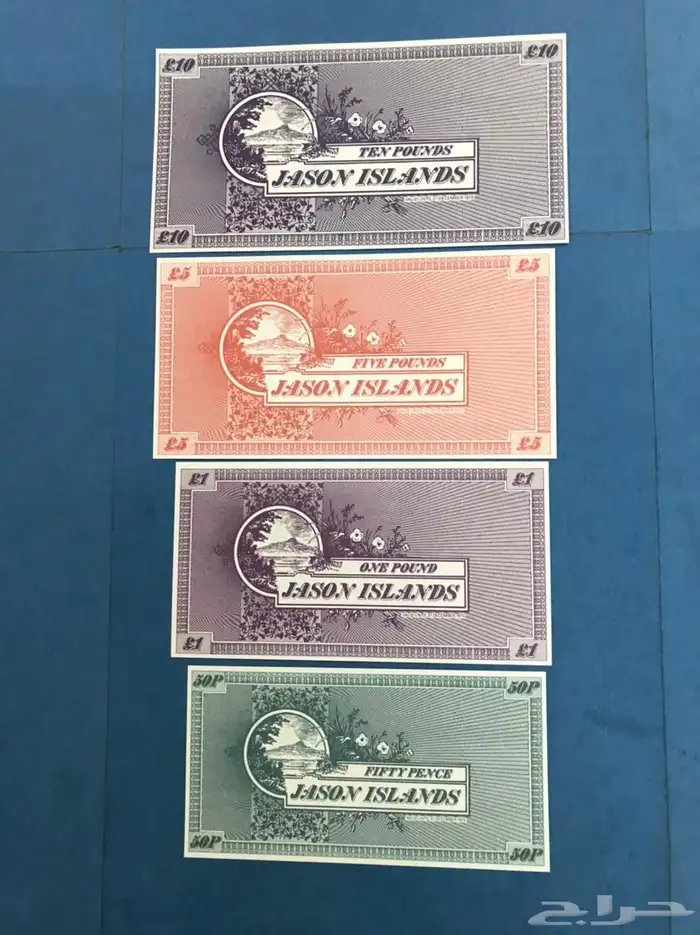 £10 £10
TEN POUNDS
JASON ISLANDS
£10 £10
£5 £5
FIVE POUNDS
JASON ISLANDS
£5 £5
£1 £1
ONE POUND
JASON ISLANDS
£1 £1
50P 50P
FIFTY PENCE
JASON ISLANDS
50P 50P
حراج